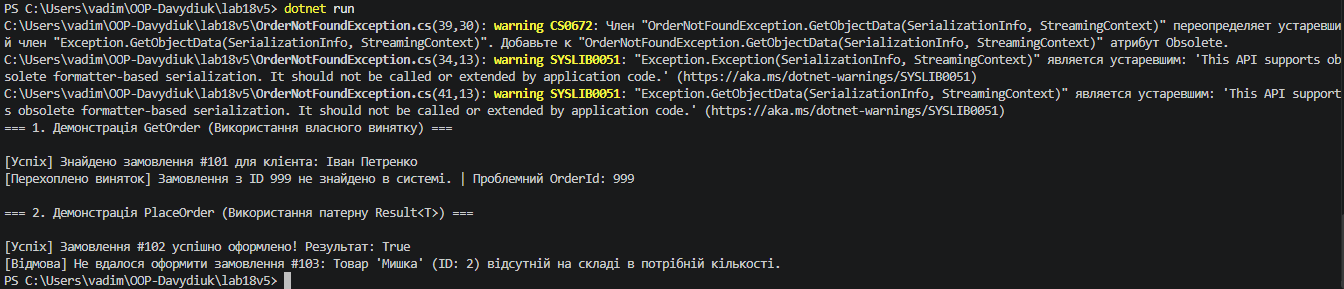 PS C:\Users\vadim\OOP-Davydiuk\lab18v5> dotnet run
C:\Users\vadim\OOP-Davydiuk\lab18v5\OrderNotFoundException.cs(39,30): warning CS0672: Член "OrderNotFoundException.GetObjectData(SerializationInfo, StreamingContext)" переопределяет устаревши
й член "Exception.GetObjectData(SerializationInfo, StreamingContext)". Добавьте к "OrderNotFoundException.GetObjectData(SerializationInfo, StreamingContext)" атрибут Obsolete.
C:\Users\vadim\OOP-Davydiuk\lab18v5\OrderNotFoundException.cs(34,13): warning SYSLIB0051: "Exception.Exception(SerializationInfo, StreamingContext)" является устаревшим: 'This API supports ob
solete formatter-based serialization. It should not be called or extended by application code.' (https://aka.ms/dotnet-warnings/SYSLIB0051)
C:\Users\vadim\OOP-Davydiuk\lab18v5\OrderNotFoundException.cs(41,13): warning SYSLIB0051: "Exception.GetObjectData(SerializationInfo, StreamingContext)" является устаревшим: 'This API support
s obsolete formatter-based serialization. It should not be called or extended by application code.' (https://aka.ms/dotnet-warnings/SYSLIB0051)
=== 1. Демонстрація GetOrder (Використання власного винятку) ===
[Успіх] Знайдено замовлення #101 для клієнта: Іван Петренко
[Перехоплено виняток] Замовлення з ID 999 не знайдено в системі. | Проблемний OrderId: 999
=== 2. Демонстрація PlaceOrder (Використання патерну Result<T>) ===
[Успіх] Замовлення #102 успішно оформлено! Результат: True
[Відмова] Не вдалося оформити замовлення #103: Товар 'Мишка' (ID: 2) відсутній на складі в потрібній кількості.
PS C:\Users\vadim\OOP-Davydiuk\lab18v5>